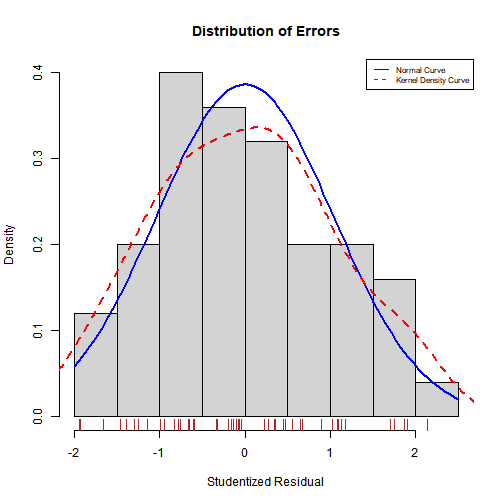 Distribution of Errors
Normal Curve
Kernel Density Curve
Density
0.4
0.3
0.2
0.1
0.0
-2 -1 0 1 2
Studentized Residual